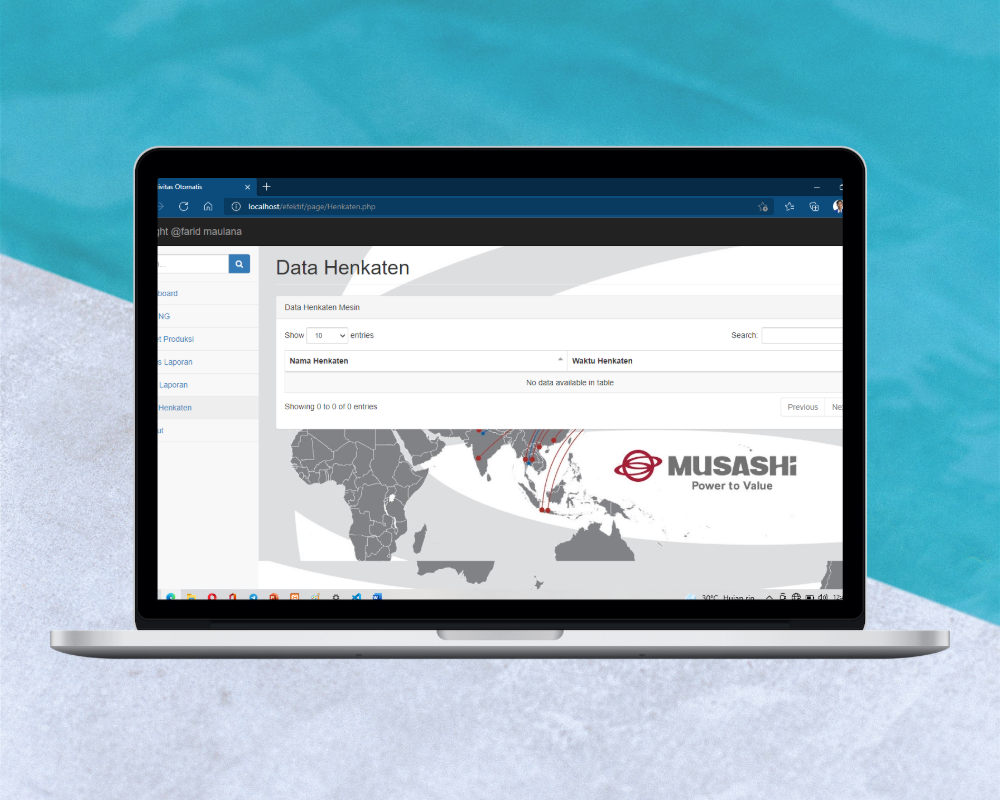 ivitas Otomatis
localhost/efektif/page/Henkaten.php
ght @farid maulana
board
NG
t Produksi
s Laporan
Laporan
Henkaten
ut
Data Henkaten
Data Henkaten Mesin
Show 10 entries
Search:
Nama Henkaten Waktu Henkaten
No data available in table
Showing 0 to 0 of 0 entries
Previous Ne
MUSASHi
Power to Value
30°C Hujan rin